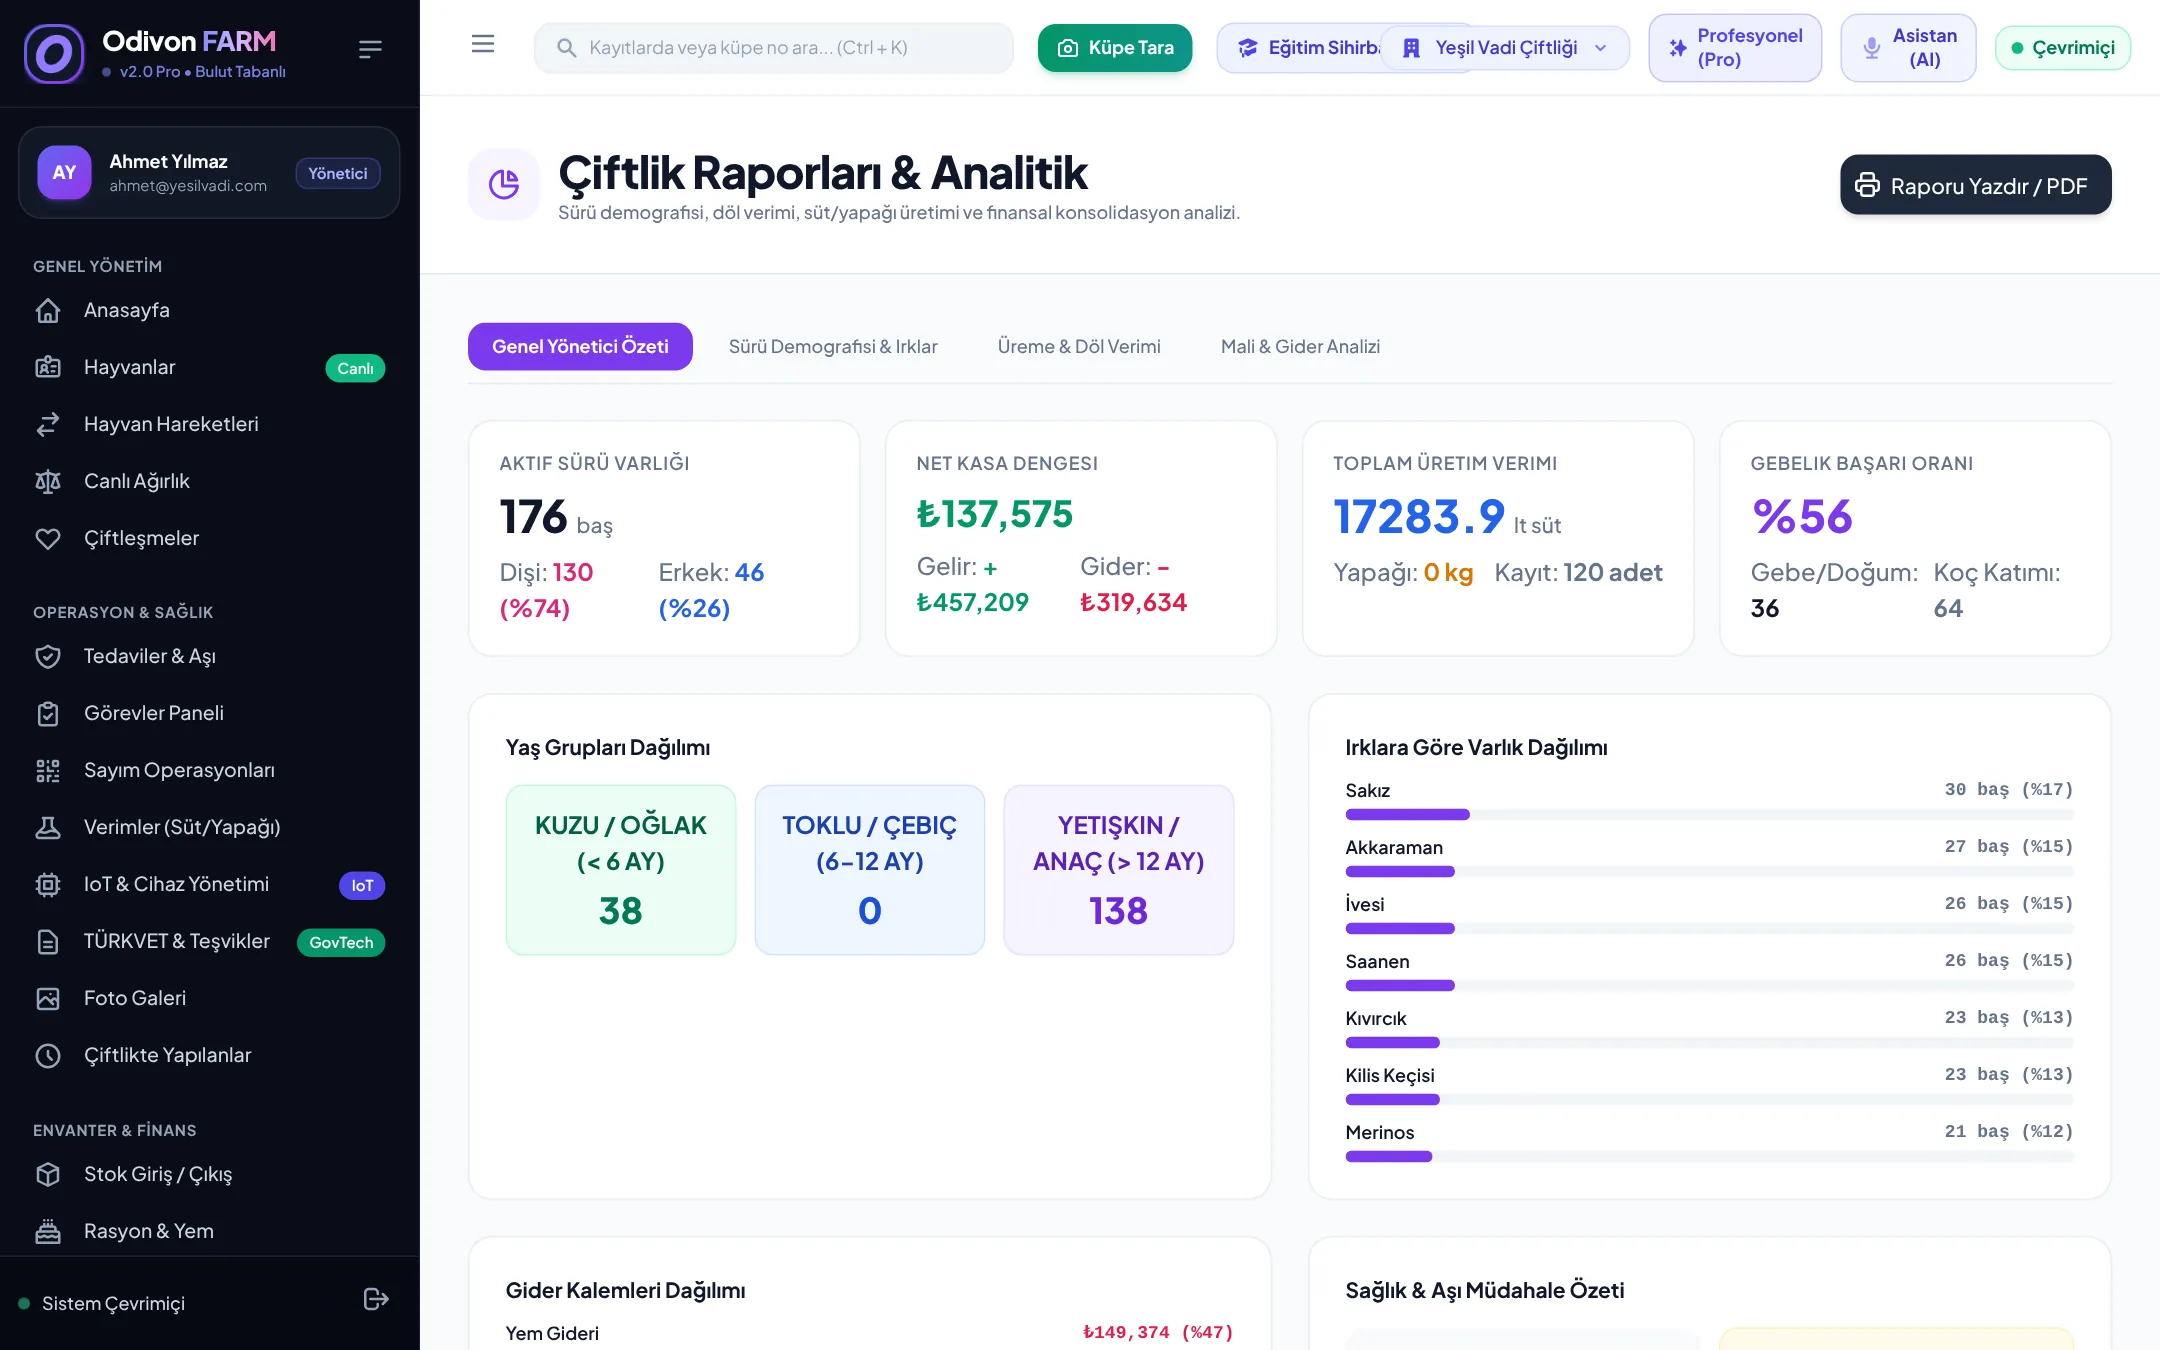 Odivon FARM
v2.0 Pro • Bulut Tabanlı
AY
Ahmet Yılmaz
ahmet@yesilvadi.com
Yönetici
GENEL YÖNETİM
Anasayfa
Hayvanlar
Canlı
Hayvan Hareketleri
Canlı Ağırlık
Çiftleşmeler
OPERASYON & SAĞLIK
Tedaviler & Aşı
Görevler Paneli
Sayım Operasyonları
Verimler (Süt/Yapağı)
IoT & Cihaz Yönetimi
IoT
TÜRKVET & Teşvikler
GovTech
Foto Galeri
Çiftlikte Yapılanlar
ENVANTER & FİNANS
Stok Giriş / Çıkış
Rasyon & Yem
Sistem Çevrimiçi
Kayıtlarda veya küpe no ara... (Ctrl + K)
Küpe Tara
Eğitim Sihirb
Yeşil Vadi Çiftliği
Profesyonel
(Pro)
Asistan
(AI)
Çevrimiçi
Çiftlik Raporları & Analitik
Sürü demografisi, döl verimi, süt/yapağı üretimi ve finansal konsolidasyon analizi.
Raporu Yazdır / PDF
Genel Yönetici Özeti
Sürü Demografisi & Irklar
Üreme & Döl Verimi
Mali & Gider Analizi
AKTIF SÜRÜ VARLIĞI
176 baş
Dişi: 130
(%74)
Erkek: 46
(%26)
NET KASA DENGESI
₺137,575
Gelir: +
₺457,209
Gider: −
₺319,634
TOPLAM ÜRETIM VERIMI
17283.9 lt süt
Yapağı: 0 kg
Kayıt: 120 adet
GEBELIK BAŞARI ORANI
%56
Gebe/Doğum:
36
Koç Katımı:
64
Yaş Grupları Dağılımı
KUZU / OĞLAK
(< 6 AY)
38
TOKLU / ÇEBIÇ
(6–12 AY)
0
YETIŞKIN /
ANAÇ (> 12 AY)
138
Irklara Göre Varlık Dağılımı
Sakız
30 baş (%17)
Akkaraman
27 baş (%15)
İvesi
26 baş (%15)
Saanen
26 baş (%15)
Kıvırcık
23 baş (%13)
Kilis Keçisi
23 baş (%13)
Merinos
21 baş (%12)
Gider Kalemleri Dağılımı
Yem Gideri
₺149,374 (%47)
Sağlık & Aşı Müdahale Özeti